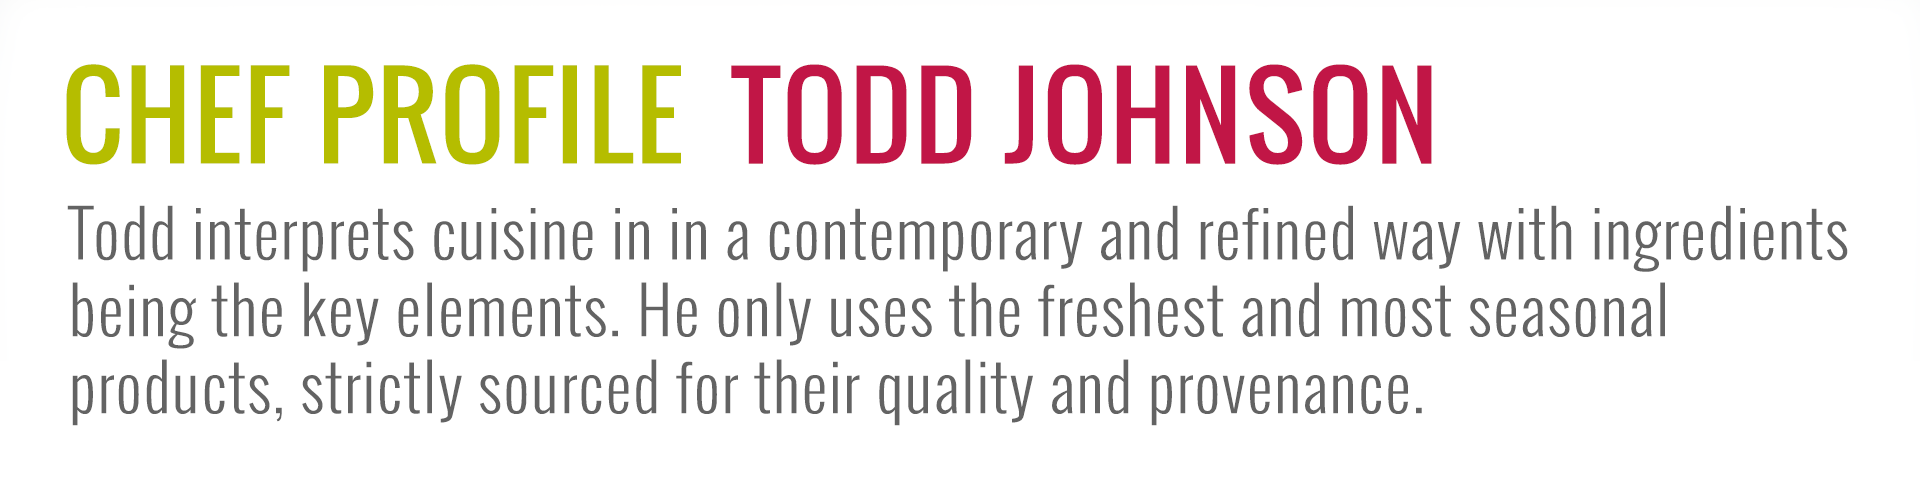 CHEF PROFILE TODD JOHNSON
Todd interprets cuisine in in a contemporary and refined way with ingredients
being the key elements. He only uses the freshest and most seasonal
products, strictly sourced for their quality and provenance.